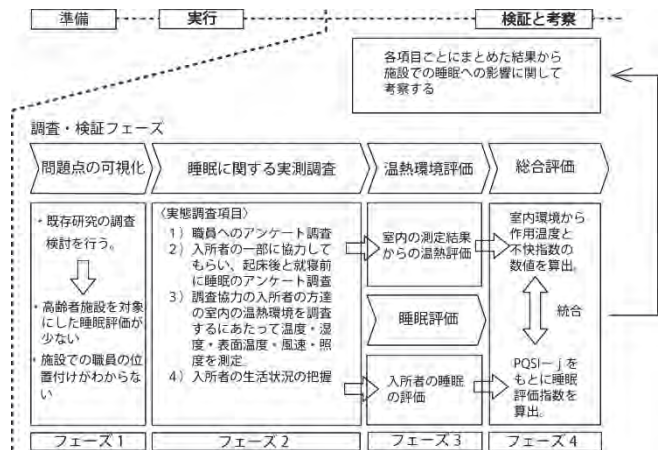 準備
実行
検証と考察
各項目ごとにまとめた結果から
施設での睡眠への影響に関して
考察する
調査・検証フェーズ
問題点の可視化
睡眠に関する実測調査
温熱環境評価
総合評価
・既存研究の調査
検討を行う。
・高齢者施設を対象
にした睡眠評価が
少ない
・施設での職員の位
置付けがわからな
い
〈実態調査項目〉
1）職員へのアンケート調査
2）入所者の一部に協力して
もらい、起床後と就寝前
に睡眠のアンケート調査
3）調査協力の入所者の方達
の室内の温熱環境を調査
するにあたって温度・湿
度・表面温度・風速・照
度を測定。
4）入所者の生活状況の把握
室内の測定結果
からの温熱評価
睡眠評価
入所者の睡眠
の評価
室内環境から
作用温度と
不快指数の
数値を算出。
統合
PQSI－jを
もとに睡眠
評価指数を
算出。
フェーズ1
フェーズ2
フェーズ3
フェーズ4